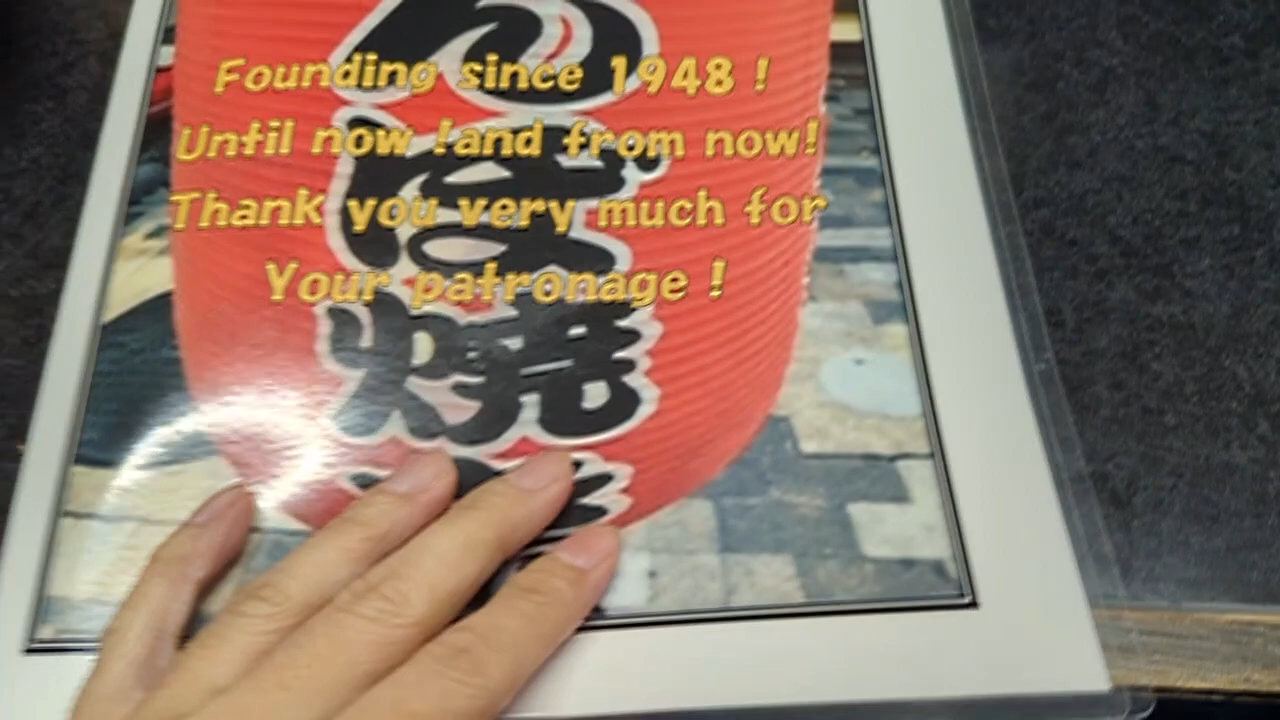 Founding since 1948 !
Until now !and from now!
Thank you very much for
Your patronage !
焼